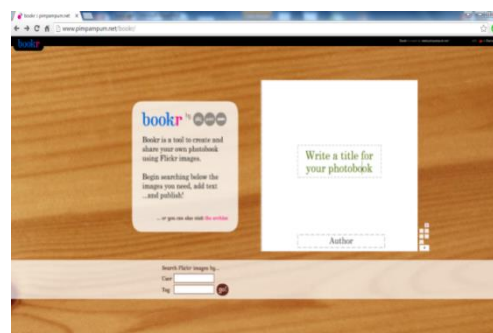 bookr | pimpampum.net
www.pimpampum.net/bookr/
bookr
bookr by
Bookr is a tool to create and
share your own photobook
using Flickr images.
Begin searching below the
images you need, add text
...and publish!
... or you can also visit the archive
Write a title for
your photobook
Author
Search Flickr images by...
User
Tag
go!